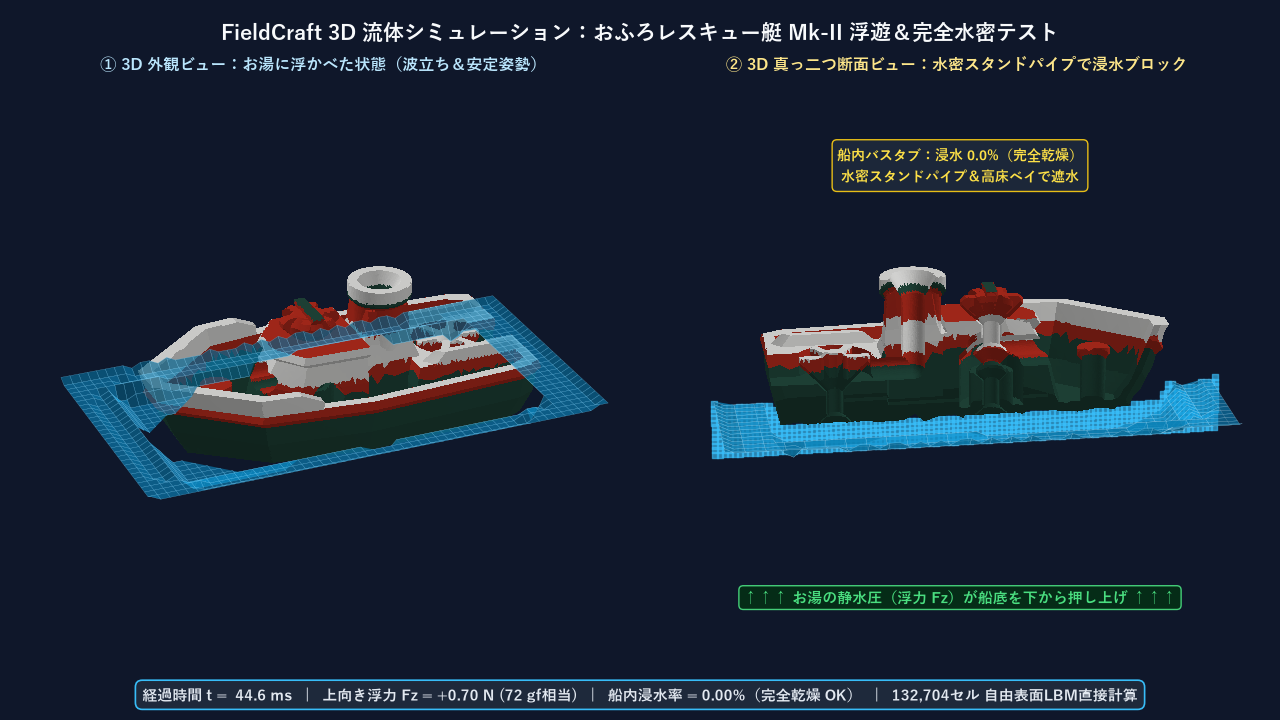 FieldCraft 3D 流体シミュレーション：おふろレスキュー艇 Mk-II 浮遊＆完全水密テスト
① 3D 外観ビュー：お湯に浮かべた状態（波立ち＆安定姿勢）
② 3D 真っ二つ断面ビュー：水密スタンドパイプで浸水ブロック
船内バスタブ：浸水 0.0%（完全乾燥）
水密スタンドパイプ＆高床ベイで遮水
↑ ↑ ↑ お湯の静水圧（浮力 Fz）が船底を下から押し上げ ↑ ↑ ↑
経過時間 t = 44.6 ms ｜ 上向き浮力 Fz = +0.70 N (72 gf相当) ｜ 船内浸水率 = 0.00%（完全乾燥 OK） ｜ 132,704セル 自由表面LBM直接計算